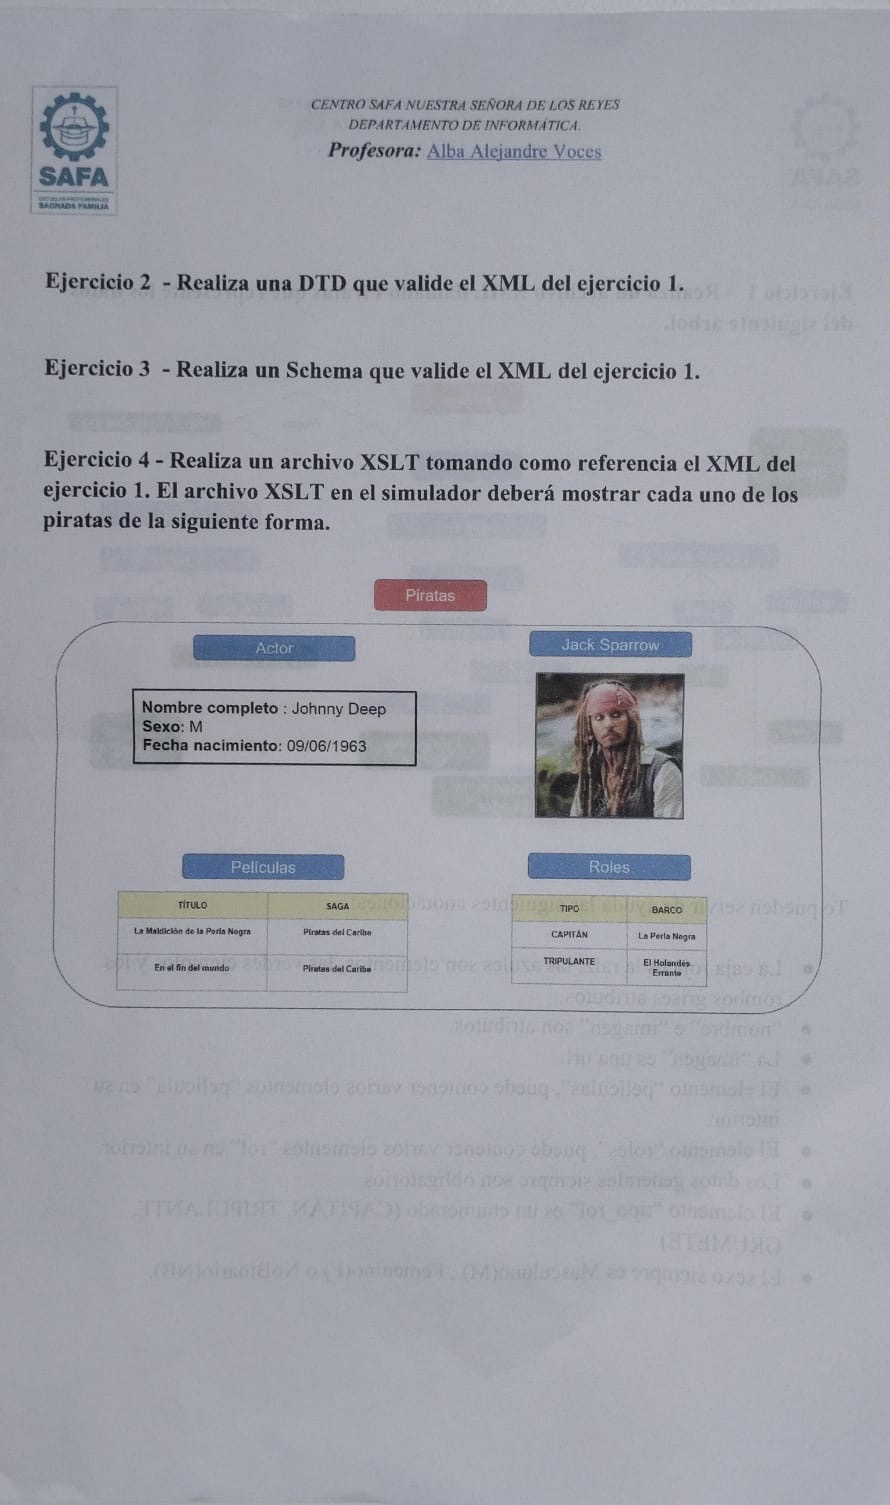 CENTRO SAFA NUESTRA SEÑORA DE LOS REYES
DEPARTAMENTO DE INFORMÁTICA.
Profesora: Alba Alejandre Voces
SAFA
ESCUELAS PROFESIONALES
SAGRADA FAMILIA
Ejercicio 2 - Realiza una DTD que valide el XML del ejercicio 1.
Ejercicio 3 - Realiza un Schema que valide el XML del ejercicio 1.
Ejercicio 4 - Realiza un archivo XSLT tomando como referencia el XML del
ejercicio 1. El archivo XSLT en el simulador deberá mostrar cada uno de los
piratas de la siguiente forma.
Piratas
Actor
Jack Sparrow
Nombre completo : Johnny Deep
Sexo: M
Fecha nacimiento: 09/06/1963
Películas
Roles
TÍTULO SAGA
La Maldición de la Perla Negra Piratas del Caribe
En el fin del mundo Piratas del Caribe
TIPO BARCO
CAPITÁN La Perla Negra
TRIPULANTE El Holandés
Errante